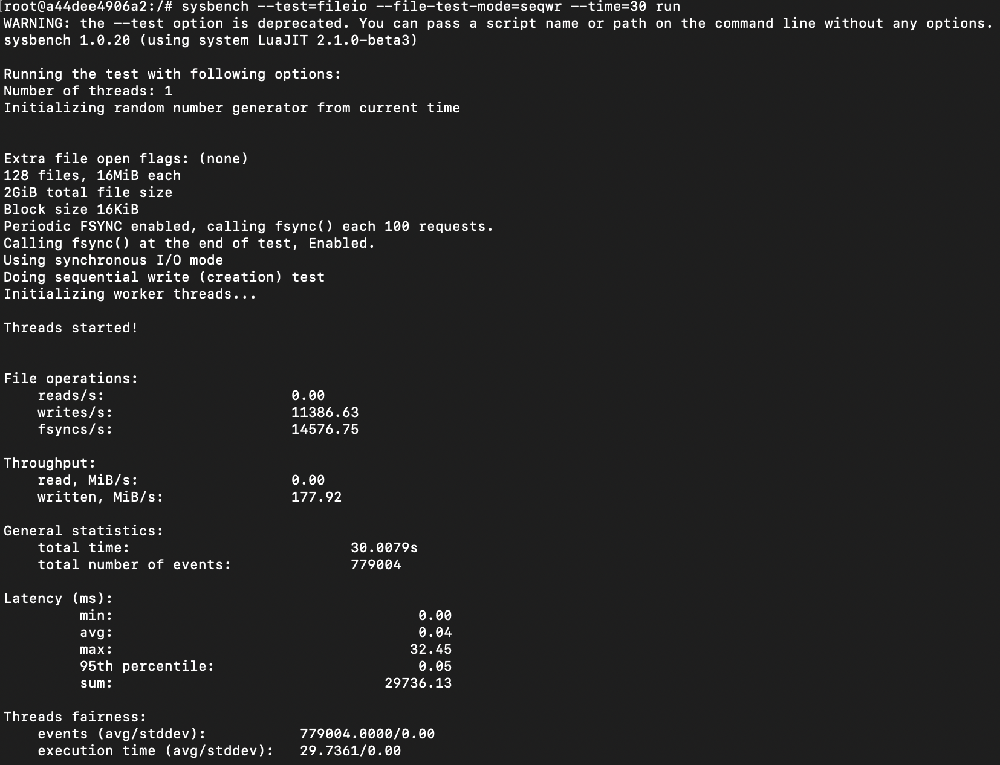 root@a44dee4906a2:/# sysbench --test=fileio --file-test-mode=seqwr --time=30 run
WARNING: the --test option is deprecated. You can pass a script name or path on the command line without any options.
sysbench 1.0.20 (using system LuaJIT 2.1.0-beta3)

Running the test with following options:
Number of threads: 1
Initializing random number generator from current time


Extra file open flags: (none)
128 files, 16MiB each
2GiB total file size
Block size 16KiB
Periodic FSYNC enabled, calling fsync() each 100 requests.
Calling fsync() at the end of test, Enabled.
Using synchronous I/O mode
Doing sequential write (creation) test
Initializing worker threads...

Threads started!


File operations:
    reads/s:                      0.00
    writes/s:                     11386.63
    fsyncs/s:                     14576.75

Throughput:
    read, MiB/s:                  0.00
    written, MiB/s:               177.92

General statistics:
    total time:                          30.0079s
    total number of events:              779004

Latency (ms):
         min:                                    0.00
         avg:                                    0.04
         max:                                   32.45
         95th percentile:                        0.05
         sum:                                29736.13

Threads fairness:
    events (avg/stddev):           779004.0000/0.00
    execution time (avg/stddev):   29.7361/0.00